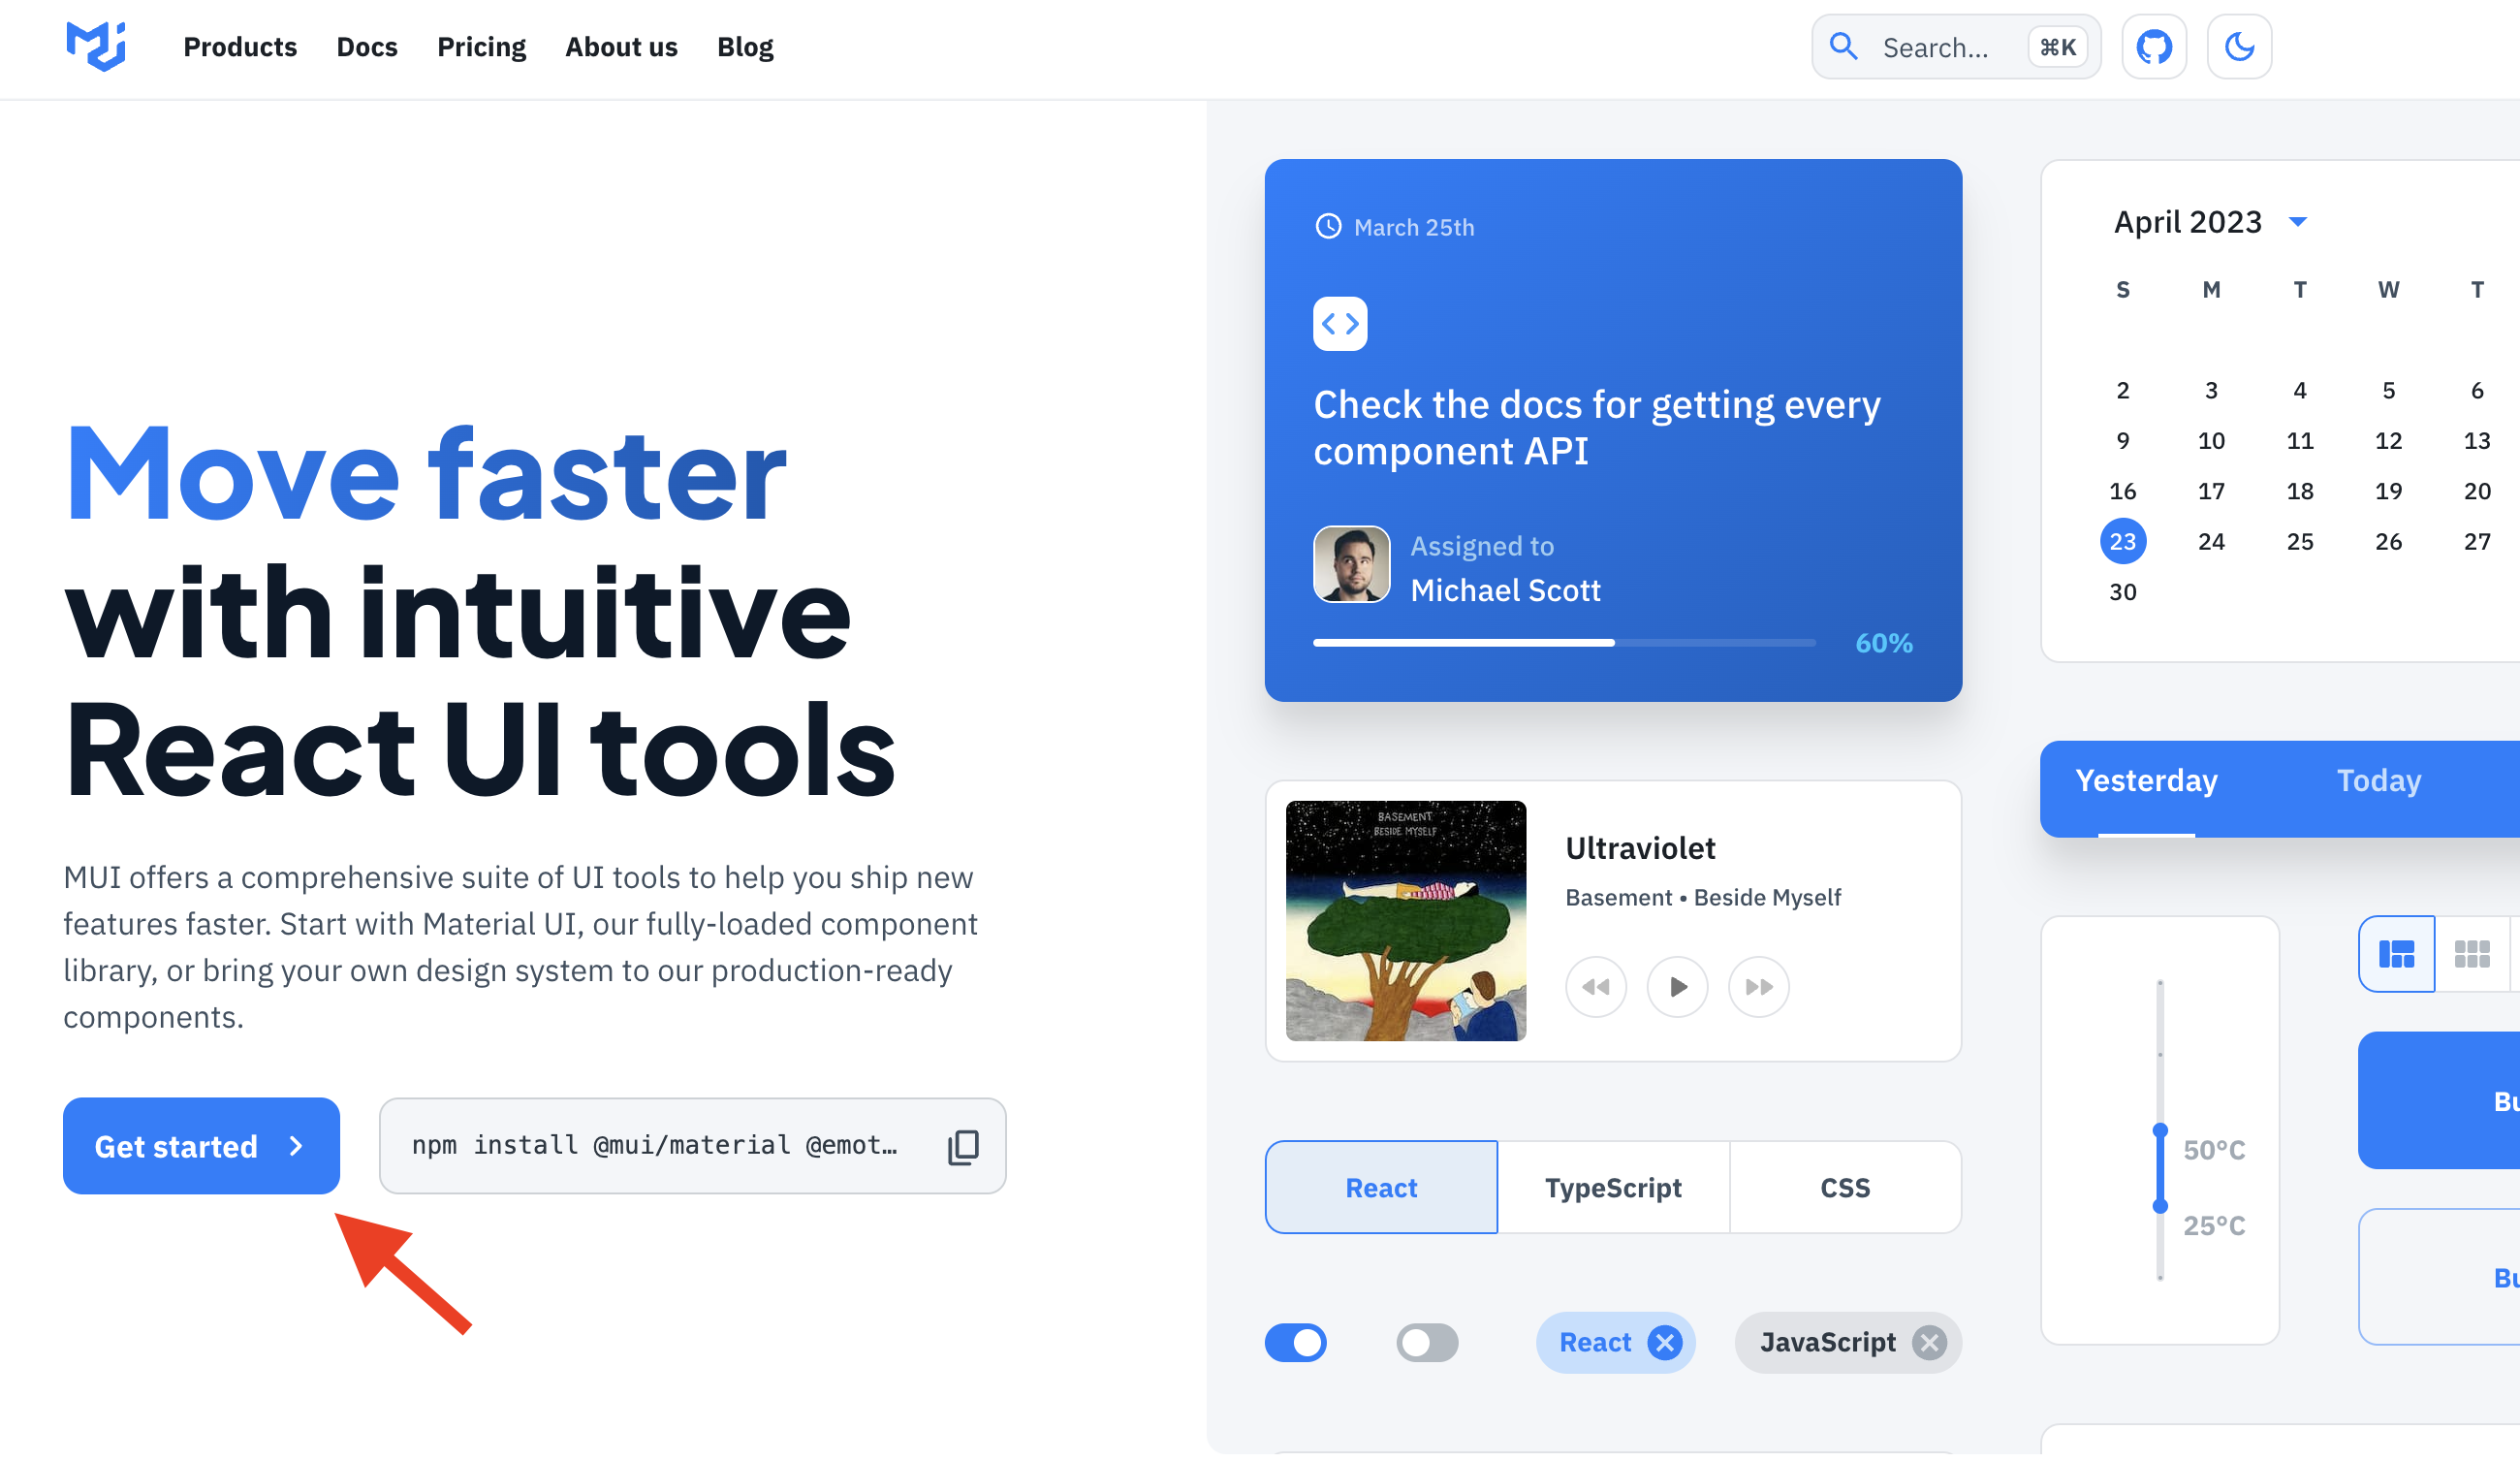 Products Docs Pricing About us Blog
Search... ⌘K
Move faster
with intuitive
React UI tools
MUI offers a comprehensive suite of UI tools to help you ship new
features faster. Start with Material UI, our fully-loaded component
library, or bring your own design system to our production-ready
components.
Get started
npm install @mui/material @emot…
March 25th
Check the docs for getting every
component API
Assigned to
Michael Scott
60%
BASEMENT
BESIDE MYSELF
Ultraviolet
Basement • Beside Myself
React TypeScript CSS
React JavaScript
April 2023
S M T W T
2 3 4 5 6
9 10 11 12 13
16 17 18 19 20
23 24 25 26 27
30
Yesterday Today
50°C
25°C